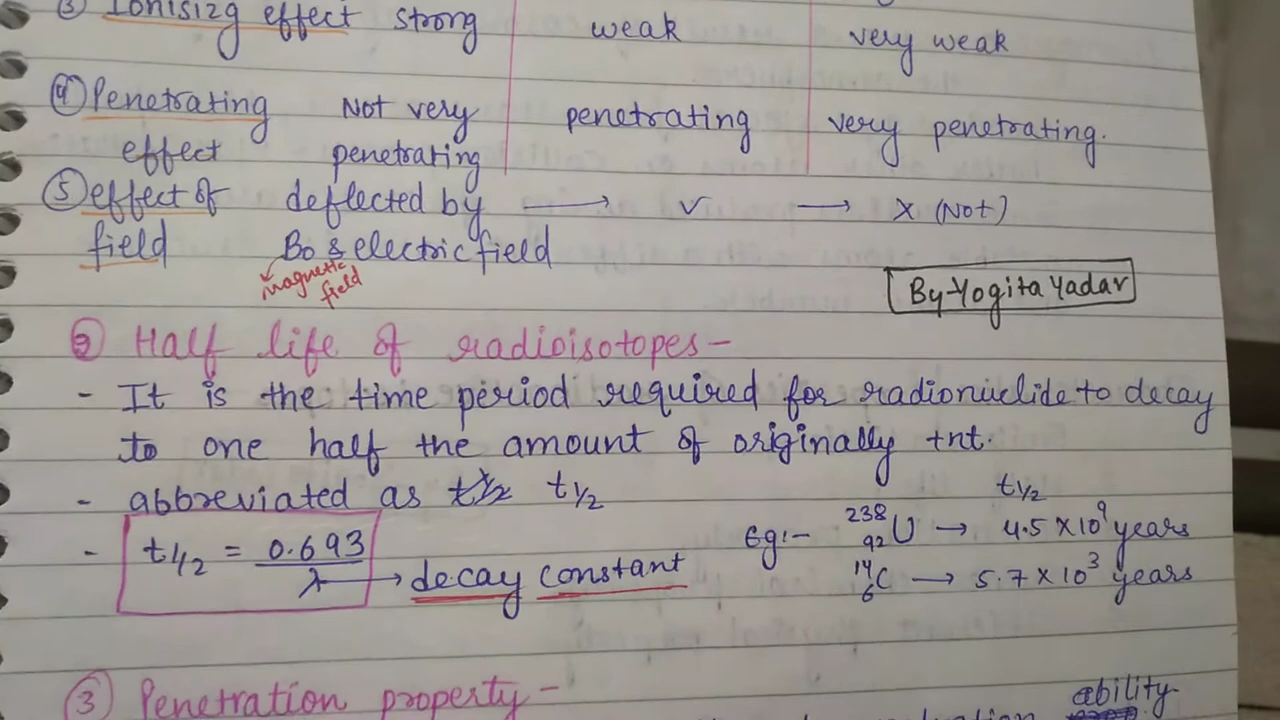 ③ Ionisizg effect strong weak very weak
④ Penetrating Not very penetrating very penetrating.
effect penetrating
⑤ effect of deflected by → ✓ → X (Not)
field Bo & electric field
magnetic
field
By-Yogita Yadav
② Half life of radioisotopes -
- It is the time period required for radionuclide to decay
to one half the amount of originally tnt.
- abbreviated as t½ t1/2
t1/2
- t1/2 = 0.693/λ → decay constant
Eg:- ²³⁸₉₂U → 4.5 X10⁹ years
¹⁴₆C → 5.7 X 10³ years
③ Penetration property -
ability